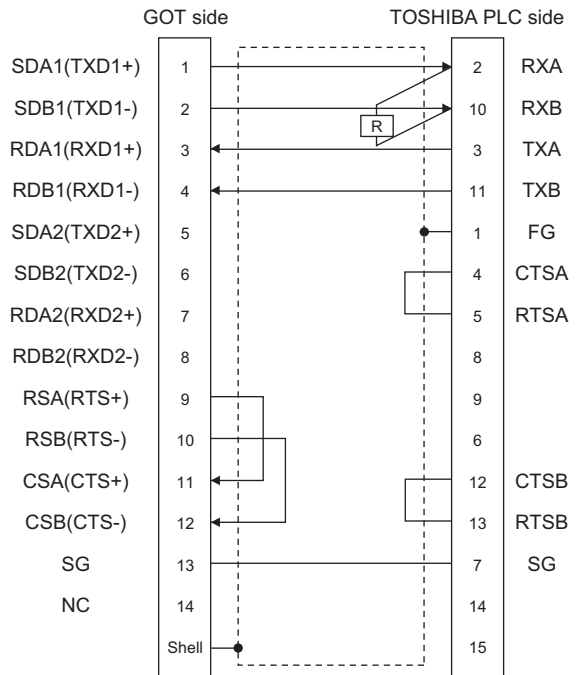 GOT side TOSHIBA PLC side
SDA1(TXD1+) 1 2 RXA
SDB1(TXD1-) 2 10 RXB
R
RDA1(RXD1+) 3 3 TXA
RDB1(RXD1-) 4 11 TXB
SDA2(TXD2+) 5 1 FG
SDB2(TXD2-) 6 4 CTSA
RDA2(RXD2+) 7 5 RTSA
RDB2(RXD2-) 8 8
RSA(RTS+) 9 9
RSB(RTS-) 10 6
CSA(CTS+) 11 12 CTSB
CSB(CTS-) 12 13 RTSB
SG 13 7 SG
NC 14 14
Shell 15